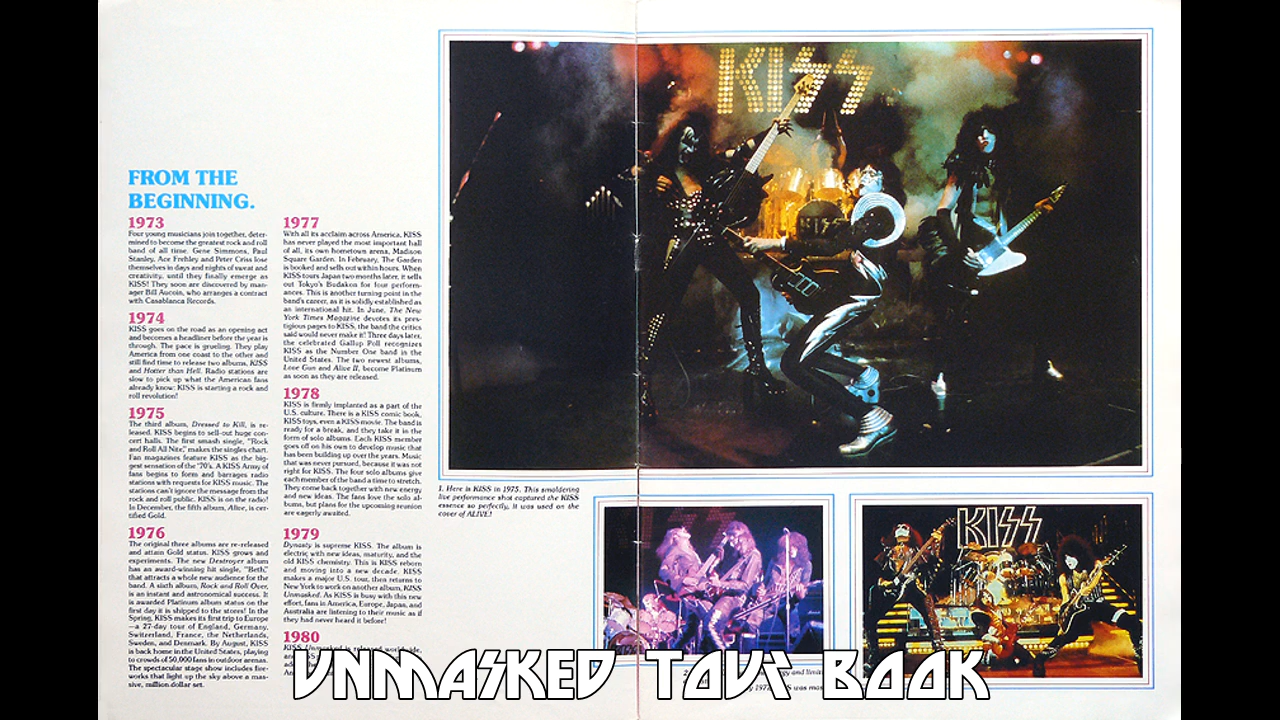 FROM THE
BEGINNING.
1973
Four young musicians join together, deter-
mined to become the greatest rock and roll
band of all time. Gene Simmons, Paul
Stanley, Ace Frehley and Peter Criss lose
themselves in days and nights of sweat and
creativity, until they finally emerge as
KISS! They soon are discovered by man-
ager Bill Aucoin, who arranges a contract
with Casablanca Records.
1974
KISS goes on the road as an opening act
and becomes a headliner before the year is
through. The pace is grueling. They play
America from one coast to the other and
still find time to release two albums, KISS
and Hotter than Hell. Radio stations are
slow to pick up what the American fans
already know: KISS is starting a rock and
roll revolution!
1975
The third album, Dressed to Kill, is re-
leased. KISS begins to sell-out huge con-
cert halls. The first smash single, "Rock
and Roll All Nite," makes the singles chart.
Fan magazines feature KISS as the big-
gest sensation of the '70's. A KISS Army of
fans begins to form and barrages radio
stations with requests for KISS music. The
stations can't ignore the message from the
rock and roll public. KISS is on the radio!
In December, the fifth album, Alive, is cer-
tified Gold.
1976
The original three albums are re-released
and attain Gold status. KISS grows and
experiments. The new Destroyer album
has an award-winning hit single, "Beth,"
that attracts a whole new audience for the
band. A sixth album, Rock and Roll Over,
is an instant and astronomical success. It
is awarded Platinum album status on the
first day it is shipped to the stores! In the
Spring, KISS makes its first trip to Europe
—a 27-day tour of England, Germany,
Switzerland, France, the Netherlands,
Sweden, and Denmark. By August, KISS
is back home in the United States, playing
to crowds of 50,000 fans in outdoor arenas.
The spectacular stage show includes fire-
works that light up the sky above a mas-
sive, million dollar set.
1977
With all its acclaim across America, KISS
has never played the most important hall
of all, its own hometown arena, Madison
Square Garden. In February, The Garden
is booked and sells out within hours. When
KISS tours Japan two months later, it sells
out Tokyo's Budakon for four perform-
ances. This is another turning point in the
band's career, as it is solidly established as
an international hit. In June, The New
York Times Magazine devotes its pres-
tigious pages to KISS, the band the critics
said would never make it! Three days later,
the celebrated Gallup Poll recognizes
KISS as the Number One band in the
United States. The two newest albums,
Love Gun and Alive II, become Platinum
as soon as they are released.
1978
KISS is firmly implanted as a part of the
U.S. culture. There is a KISS comic book,
KISS toys, even a KISS movie. The band is
ready for a break, and they take it in the
form of solo albums. Each KISS member
goes off on his own to develop music that
has been building up over the years. Music
that was never pursued, because it was not
right for KISS. The four solo albums give
each member of the band a time to stretch.
They come back together with new energy
and new ideas. The fans love the solo al-
bums, but plans for the upcoming reunion
are eagerly awaited.
1979
Dynasty is supreme KISS. The album is
electric with new ideas, maturity, and the
old KISS chemistry. This is KISS reborn
and moving into a new decade. KISS
makes a major U.S. tour, then returns to
New York to work on another album, KISS
Unmasked. As KISS is busy with this new
effort, fans in America, Europe, Japan, and
Australia are listening to their music as if
they had never heard it before!
1980
KISS Unmasked is released worldwide,
KISS
KISS
1. Here is KISS in 1975. This smoldering
live performance shot captured the KISS
essence so perfectly, it was used on the
cover of ALIVE!
KISS
UNMASKED TOUR BOOK